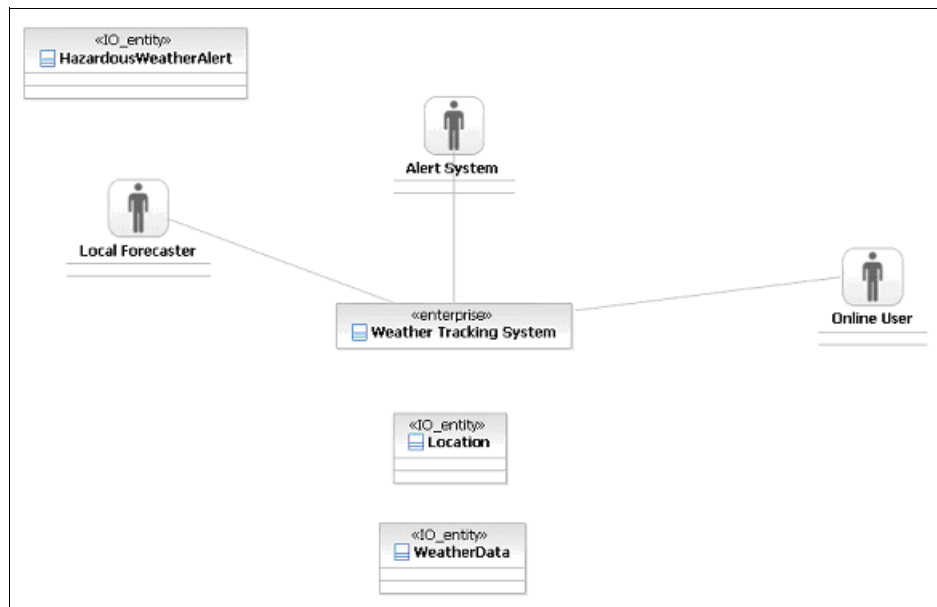 «IO_entity»
HazardousWeatherAlert
Alert System
Local Forecaster
«enterprise»
Weather Tracking System
Online User
«IO_entity»
Location
«IO_entity»
WeatherData